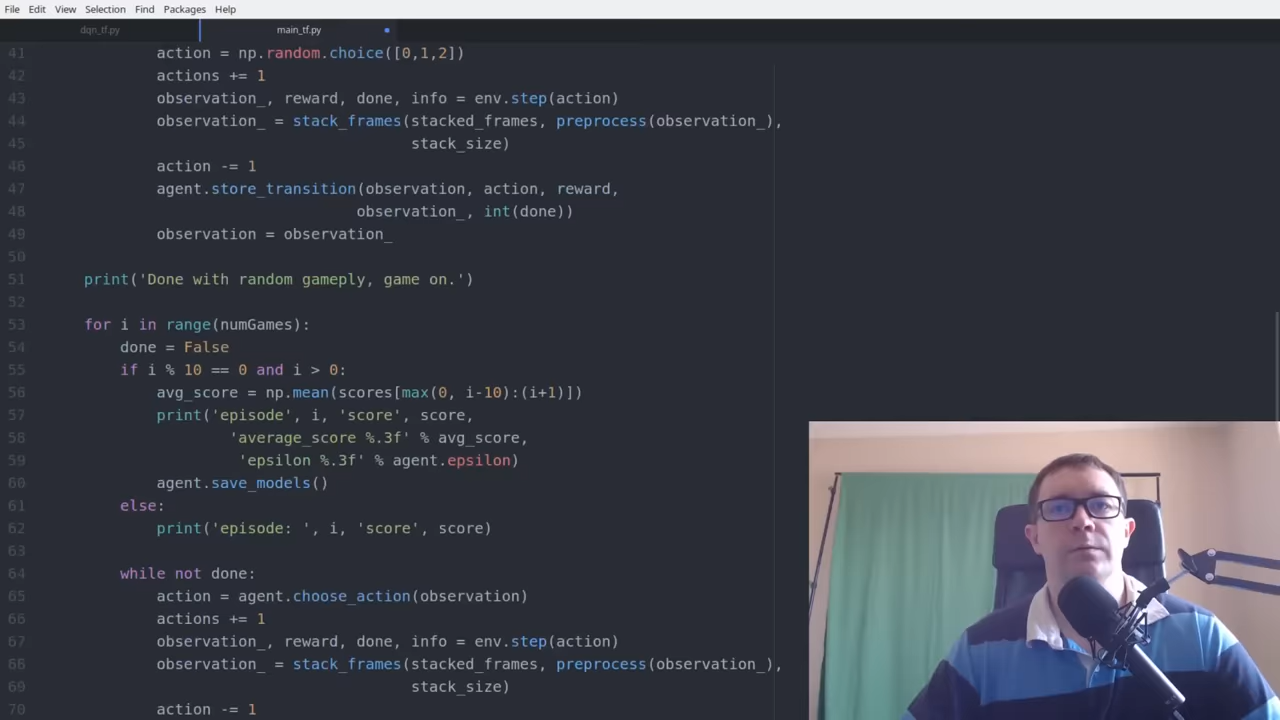 File Edit View Selection Find Packages Help
dqn_tf.py main_tf.py
41 action = np.random.choice([0,1,2])
42 actions += 1
43 observation_, reward, done, info = env.step(action)
44 observation_ = stack_frames(stacked_frames, preprocess(observation_),
45 stack_size)
46 action -= 1
47 agent.store_transition(observation, action, reward,
48 observation_, int(done))
49 observation = observation_
50
51 print('Done with random gameply, game on.')
52
53 for i in range(numGames):
54 done = False
55 if i % 10 == 0 and i > 0:
56 avg_score = np.mean(scores[max(0, i-10):(i+1)])
57 print('episode', i, 'score', score,
58 'average_score %.3f' % avg_score,
59 'epsilon %.3f' % agent.epsilon)
60 agent.save_models()
61 else:
62 print('episode: ', i, 'score', score)
63
64 while not done:
65 action = agent.choose_action(observation)
66 actions += 1
67 observation_, reward, done, info = env.step(action)
68 observation_ = stack_frames(stacked_frames, preprocess(observation_),
69 stack_size)
70 action -= 1